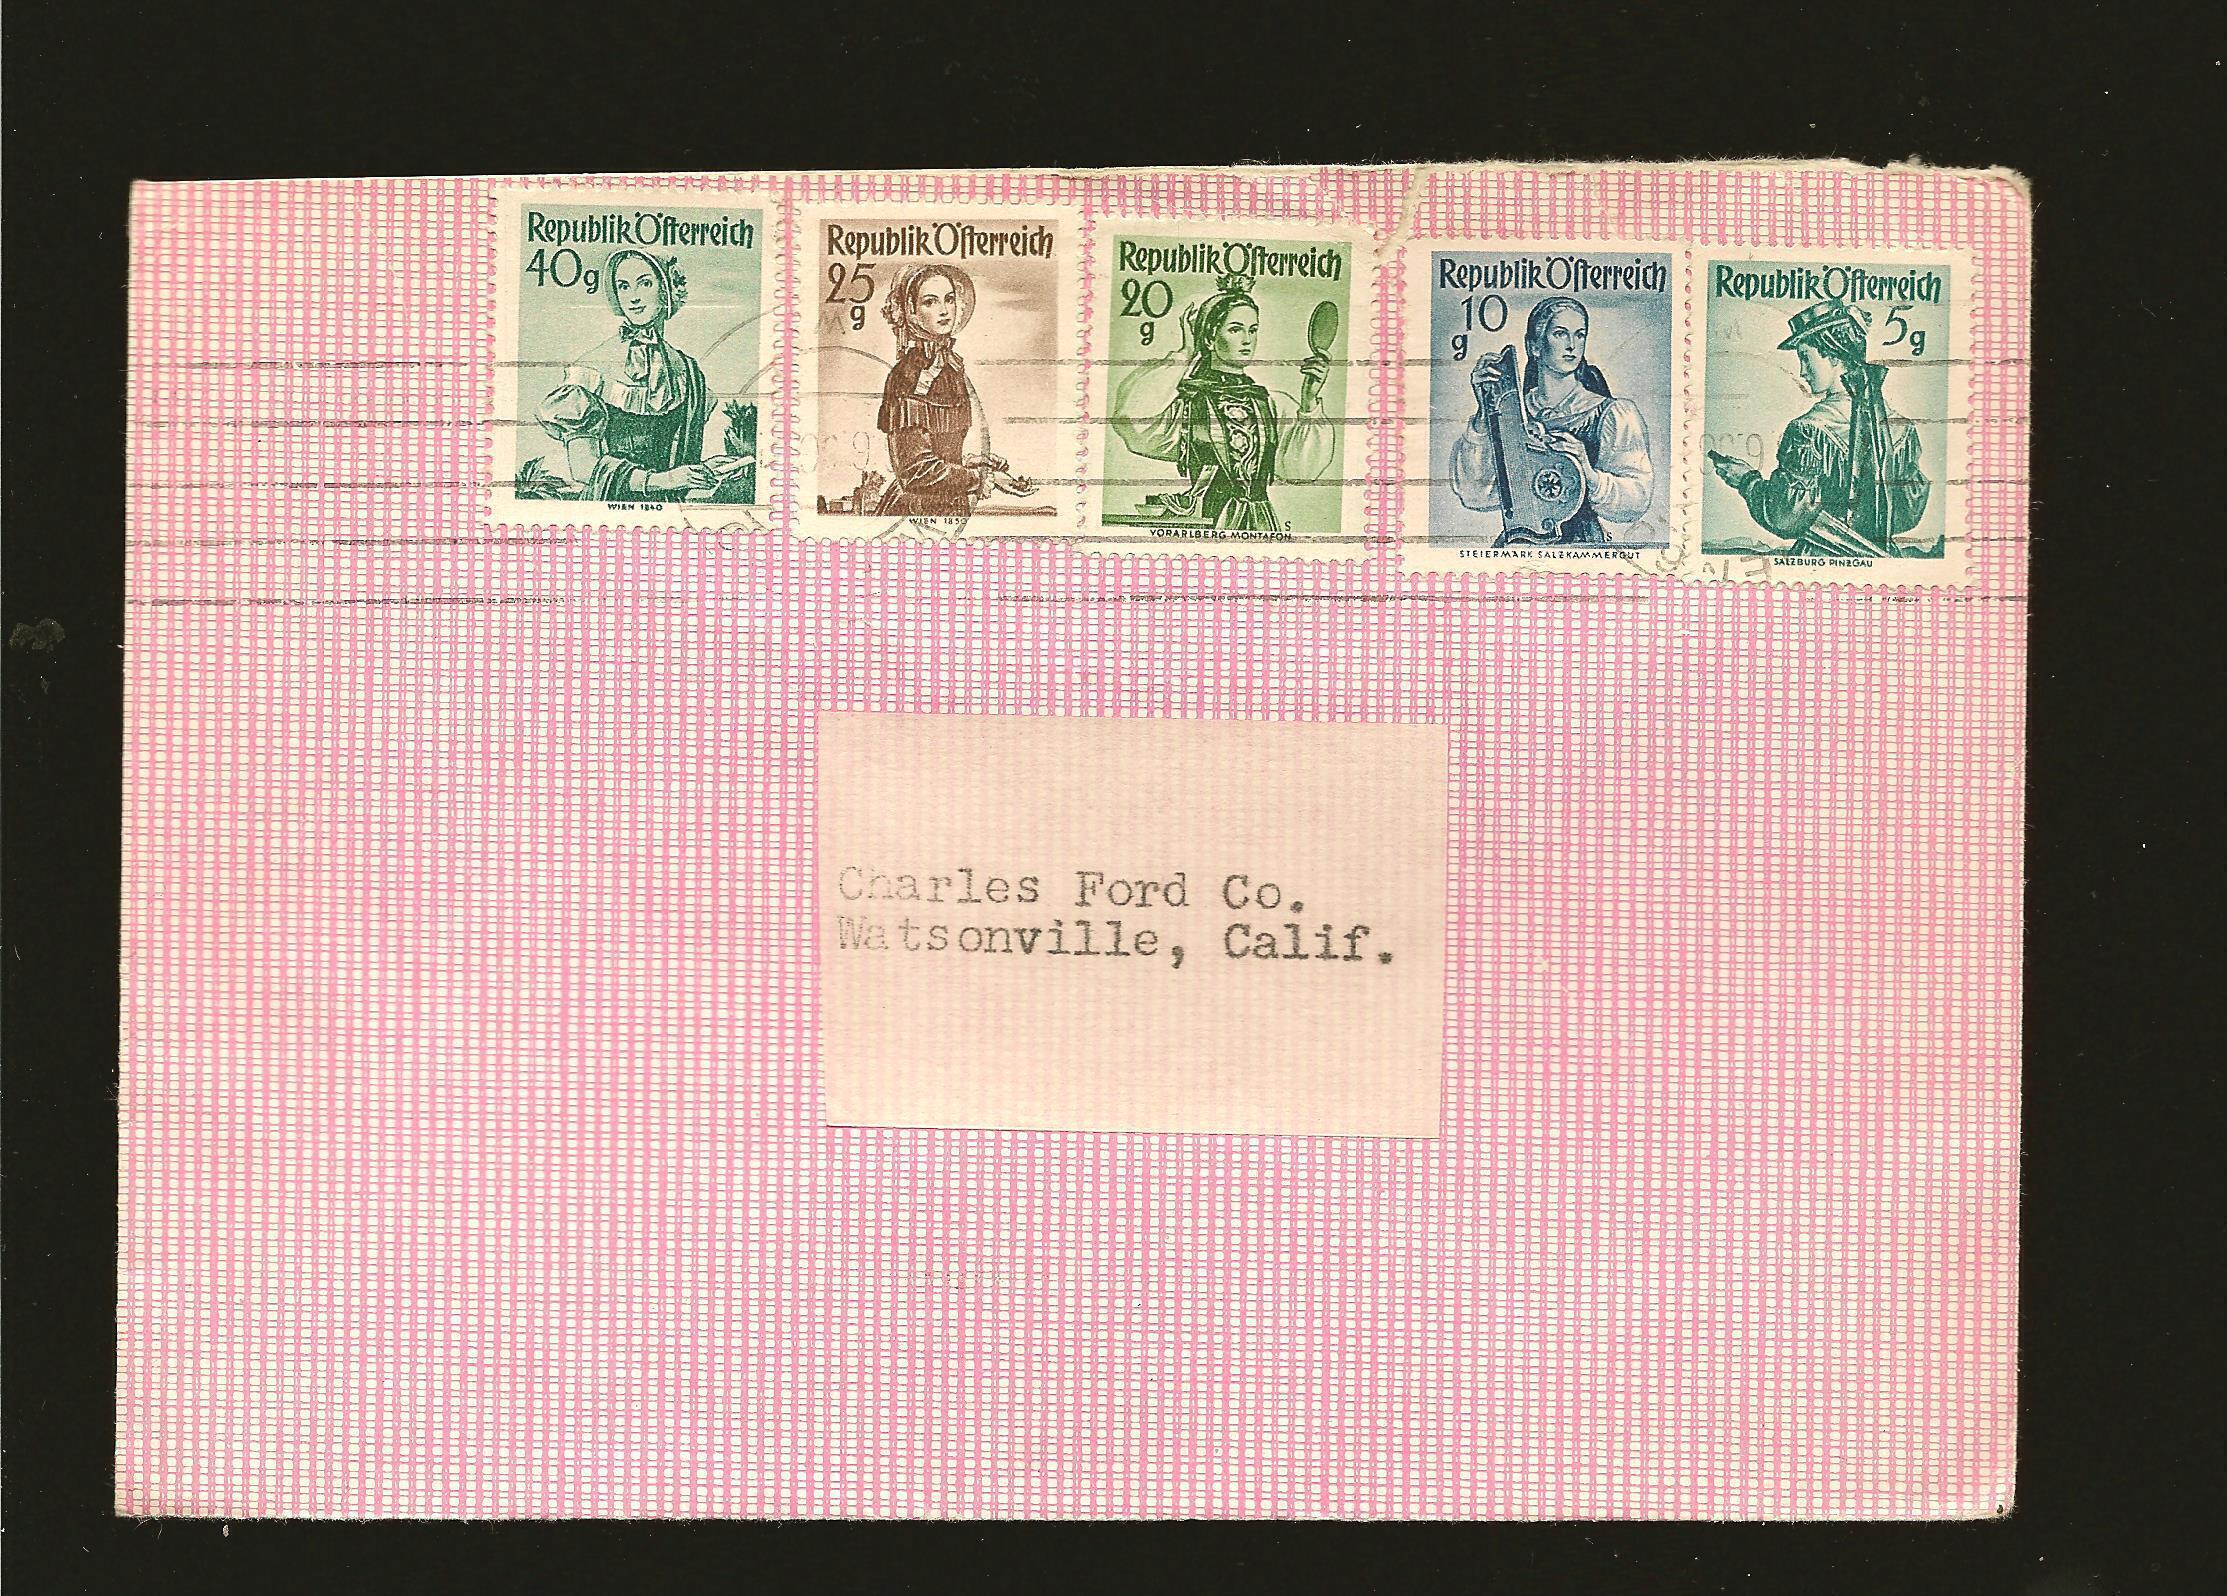 Republik Österreich
40g
WIEN 1840
Republik Österreich
25
g
WIEN 1850
Republik Österreich
20
g
S
VORARLBERG MONTAFON
Republik Österreich
10
g
S
STEIERMARK SALZKAMMERGUT
Republik Österreich
5g
SALZBURG PINZGAU
Charles Ford Co.
Watsonville, Calif.